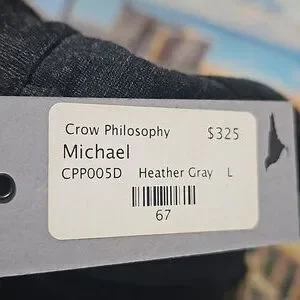 Crow Philosophy $325
Michael
CPP005D Heather Gray L
67